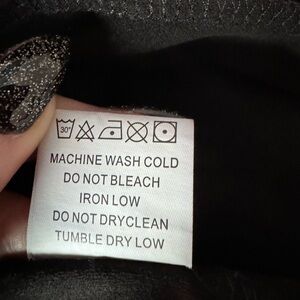 30°
MACHINE WASH COLD
DO NOT BLEACH
IRON LOW
DO NOT DRYCLEAN
TUMBLE DRY LOW